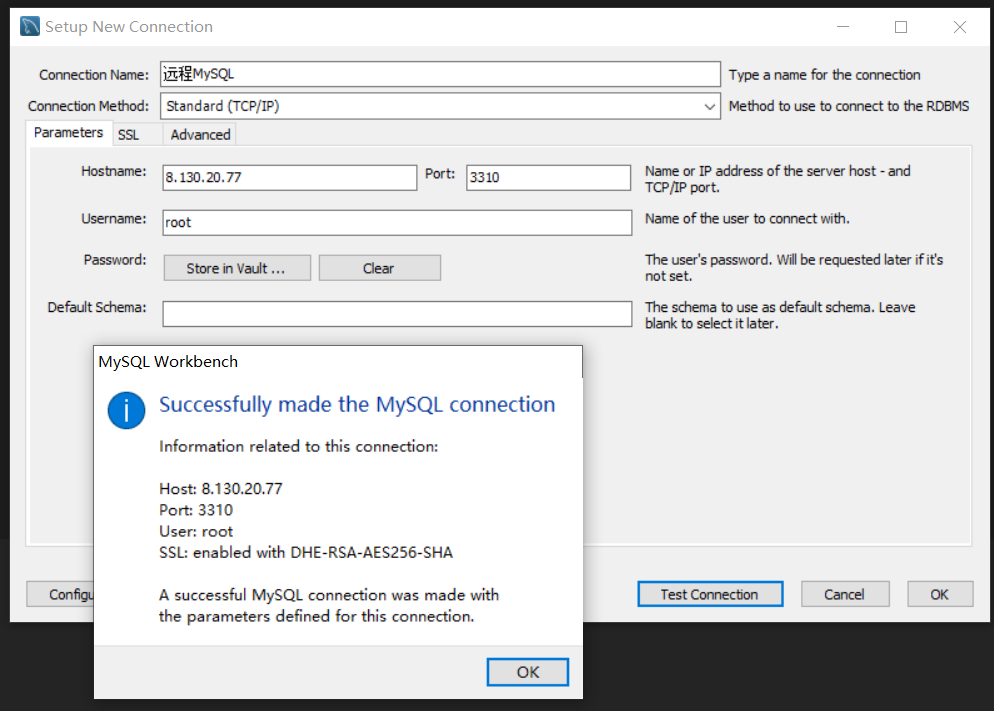 Setup New Connection
Connection Name: 远程MySQL Type a name for the connection
Connection Method: Standard (TCP/IP) Method to use to connect to the RDBMS
Parameters SSL Advanced
Hostname: 8.130.20.77 Port: 3310 Name or IP address of the server host - and
TCP/IP port.
Username: root Name of the user to connect with.
Password: Store in Vault ... Clear The user's password. Will be requested later if it's
not set.
Default Schema: The schema to use as default schema. Leave
blank to select it later.
MySQL Workbench
Successfully made the MySQL connection
Information related to this connection:
Host: 8.130.20.77
Port: 3310
User: root
SSL: enabled with DHE-RSA-AES256-SHA
A successful MySQL connection was made with
the parameters defined for this connection.
OK
Configu Test Connection Cancel OK